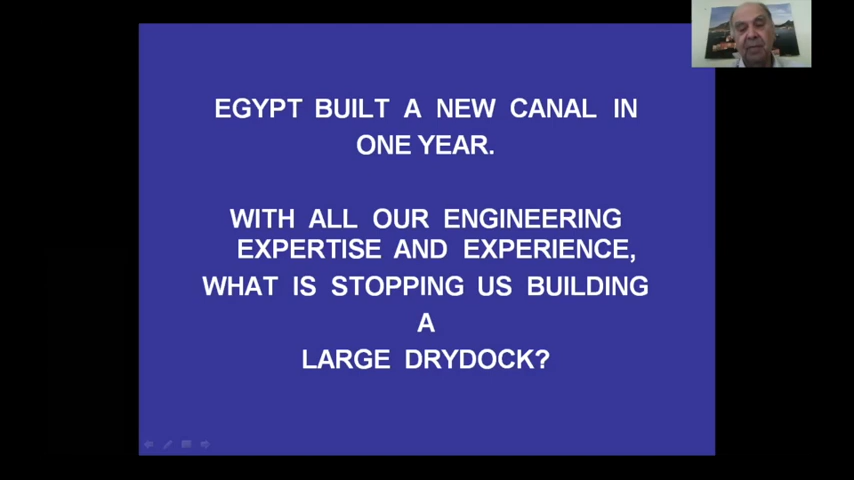 EGYPT BUILT A NEW CANAL IN
ONE YEAR.
WITH ALL OUR ENGINEERING
EXPERTISE AND EXPERIENCE,
WHAT IS STOPPING US BUILDING
A
LARGE DRYDOCK?